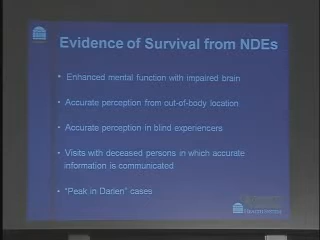 Evidence of Survival from NDEs
• Enhanced mental function with impaired brain
• Accurate perception from out-of-body location
• Accurate perception in blind experiencers
• Visits with deceased persons in which accurate
information is communicated
• "Peak in Darien" cases